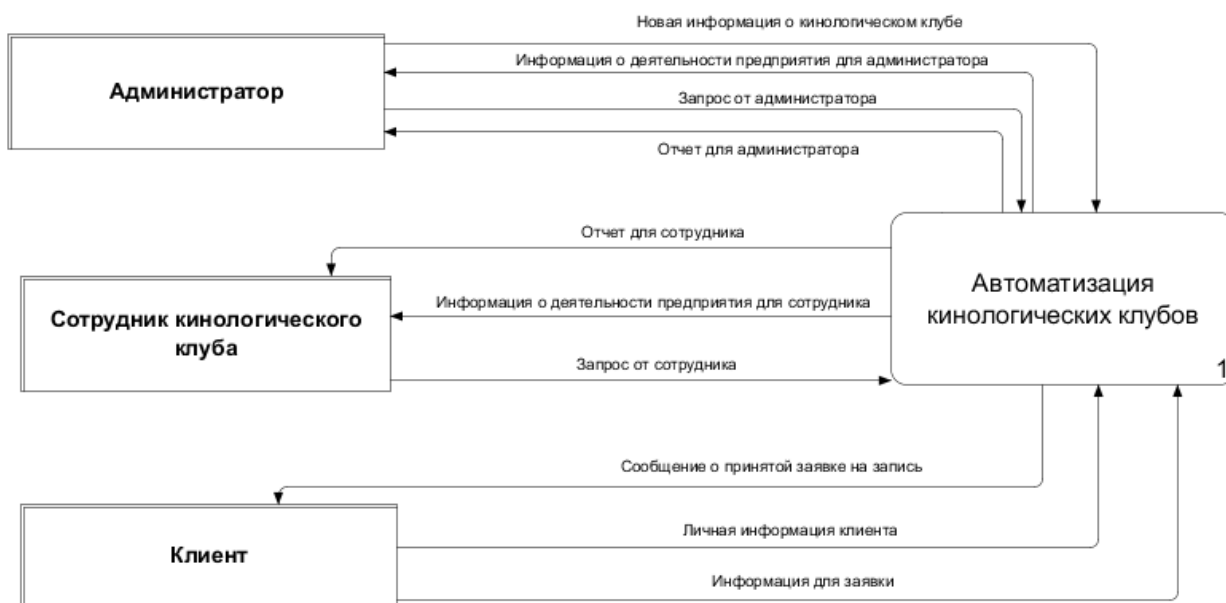 Новая информация о кинологическом клубе
Информация о деятельности предприятия для администратора
Администратор
Запрос от администратора
Отчет для администратора
Отчет для сотрудника
Информация о деятельности предприятия для сотрудника
Сотрудник кинологического
клуба
Запрос от сотрудника
Автоматизация
кинологических клубов
1
Сообщение о принятой заявке на запись
Личная информация клиента
Клиент
Информация для заявки